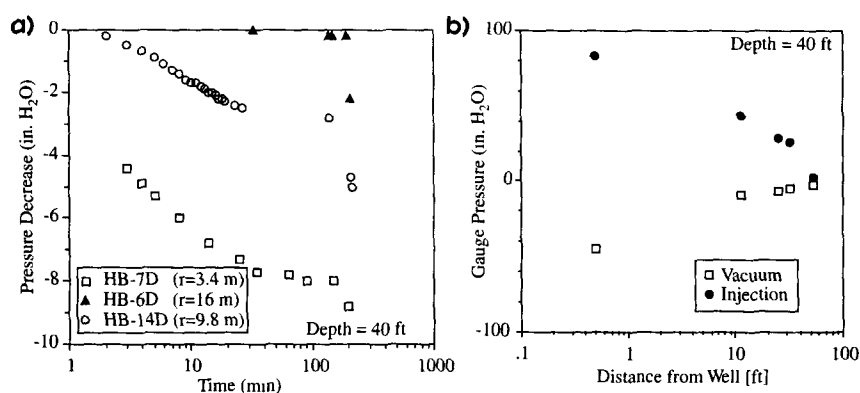 a)
Pressure Decrease (in. H₂O)
0
-2
-4
-6
-8
-10
HB-7D (r=3.4 m)
HB-6D (r=16 m)
HB-14D (r=9.8 m)
Depth = 40 ft
1
10
100
1000
Time (min)
b)
Gauge Pressure (in. H₂O)
100
0
-100
Depth = 40 ft
Vacuum
Injection
.1
1
10
100
Distance from Well [ft]